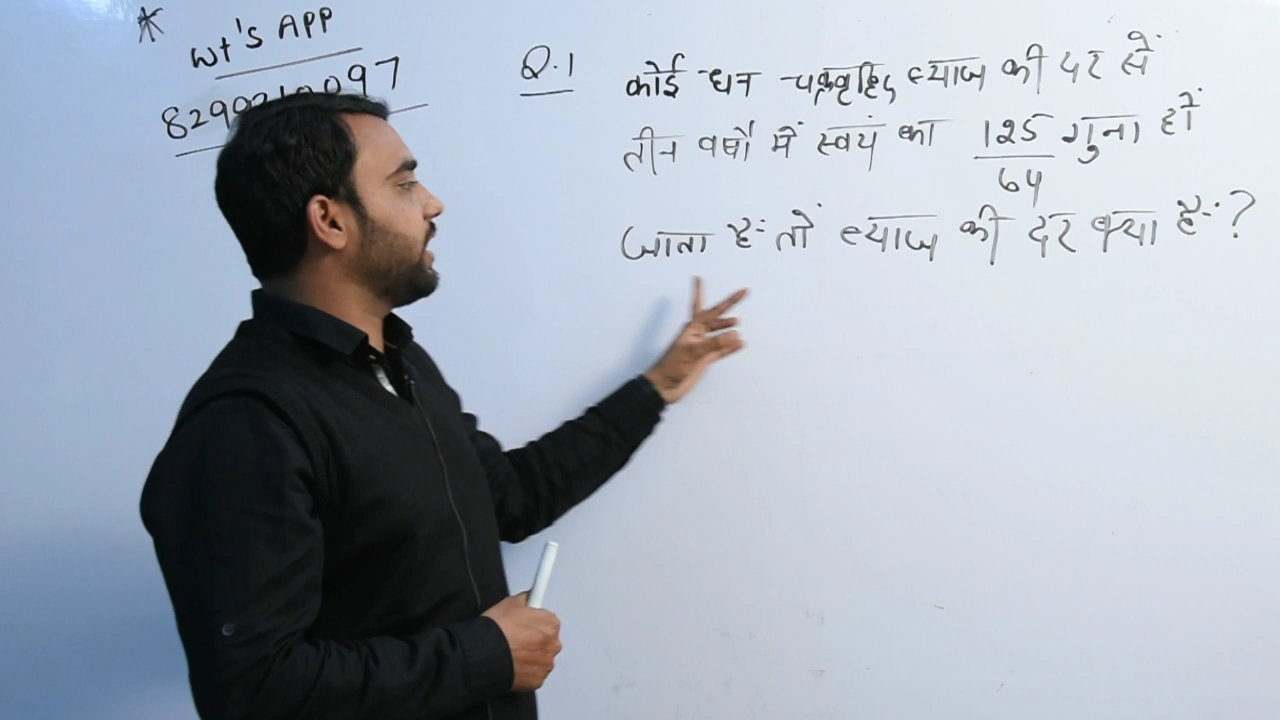 * Wt's APP
Q.1 कोई धन चक्रवृद्धि ब्याज की दर से
तीन वर्षों में स्वयं का 125/64 गुना हो
जाता है तो ब्याज की दर क्या है ?